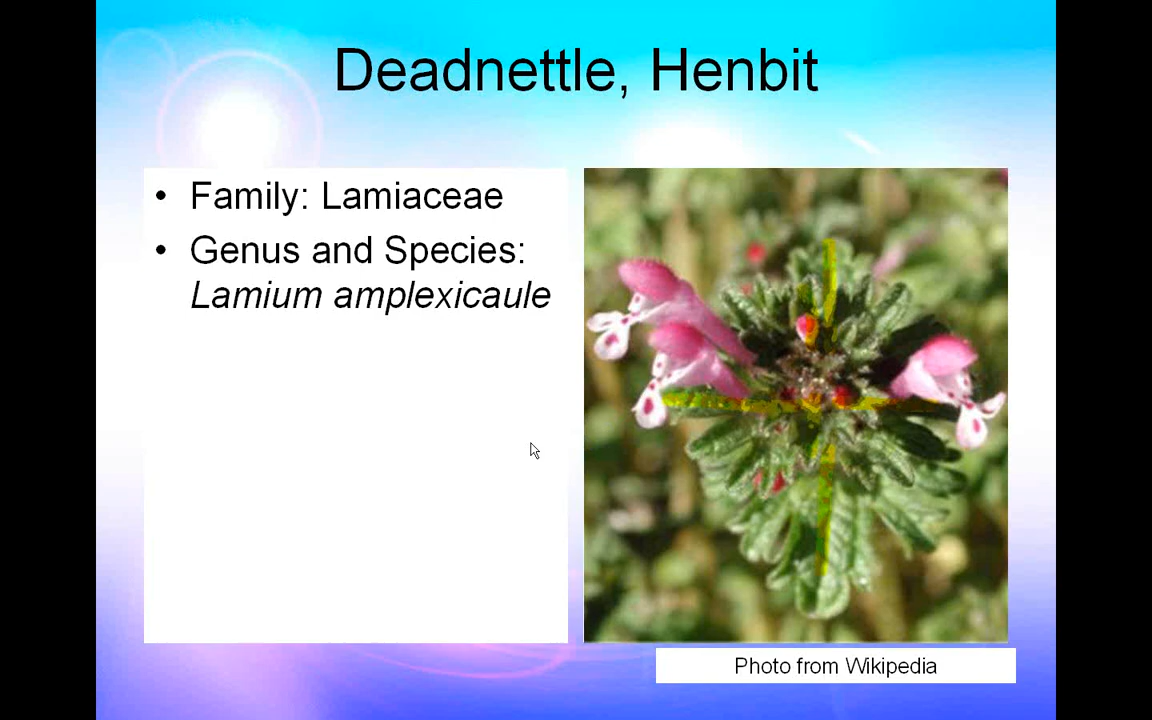 Deadnettle, Henbit
• Family: Lamiaceae
• Genus and Species:
Lamium amplexicaule
Photo from Wikipedia